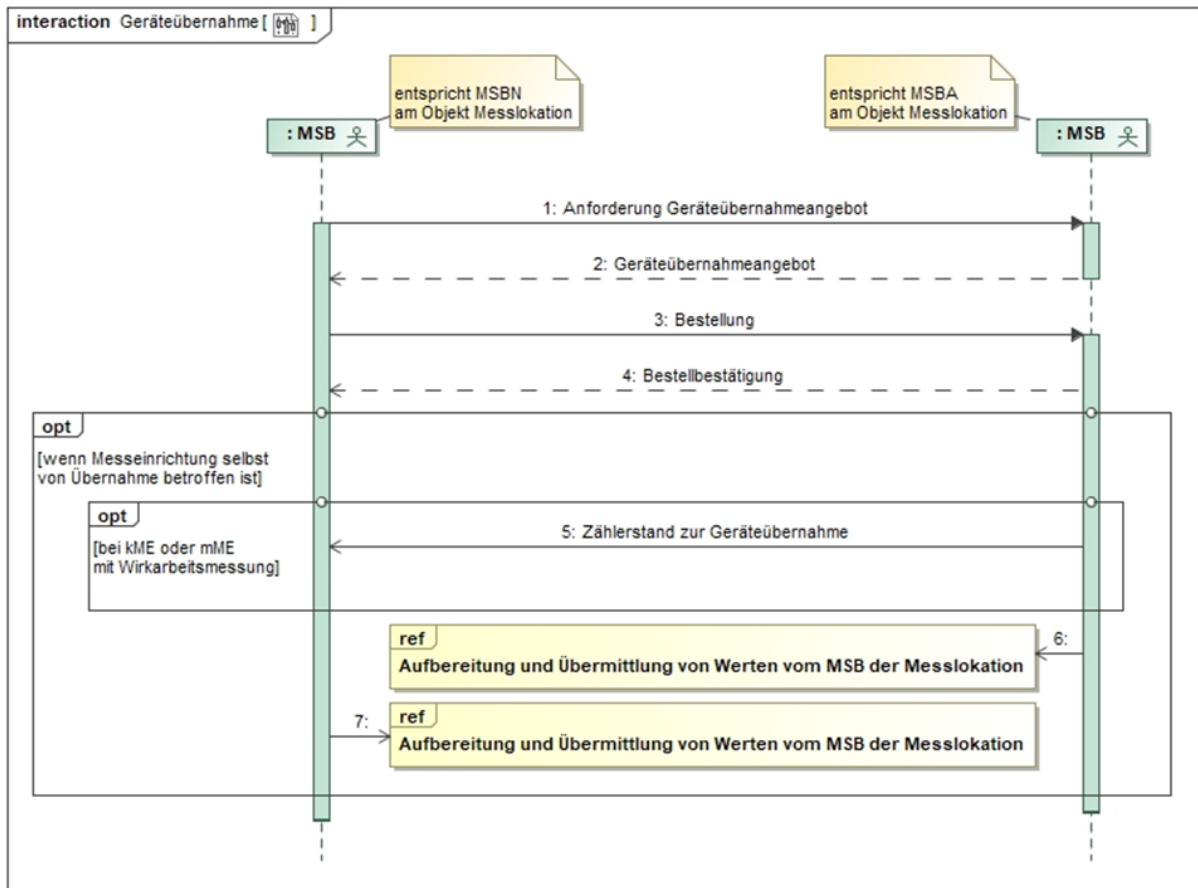 interaction Geräteübernahme [ ]
entspricht MSBN
am Objekt Messlokation
entspricht MSBA
am Objekt Messlokation
: MSB
: MSB
1: Anforderung Geräteübernahmeangebot
2: Geräteübernahmeangebot
3: Bestellung
4: Bestellbestätigung
opt
[wenn Messeinrichtung selbst
von Übernahme betroffen ist]
opt
[bei kME oder mME
mit Wirkarbeitsmessung]
5: Zählerstand zur Geräteübernahme
ref
6:
Aufbereitung und Übermittlung von Werten vom MSB der Messlokation
7:
ref
Aufbereitung und Übermittlung von Werten vom MSB der Messlokation